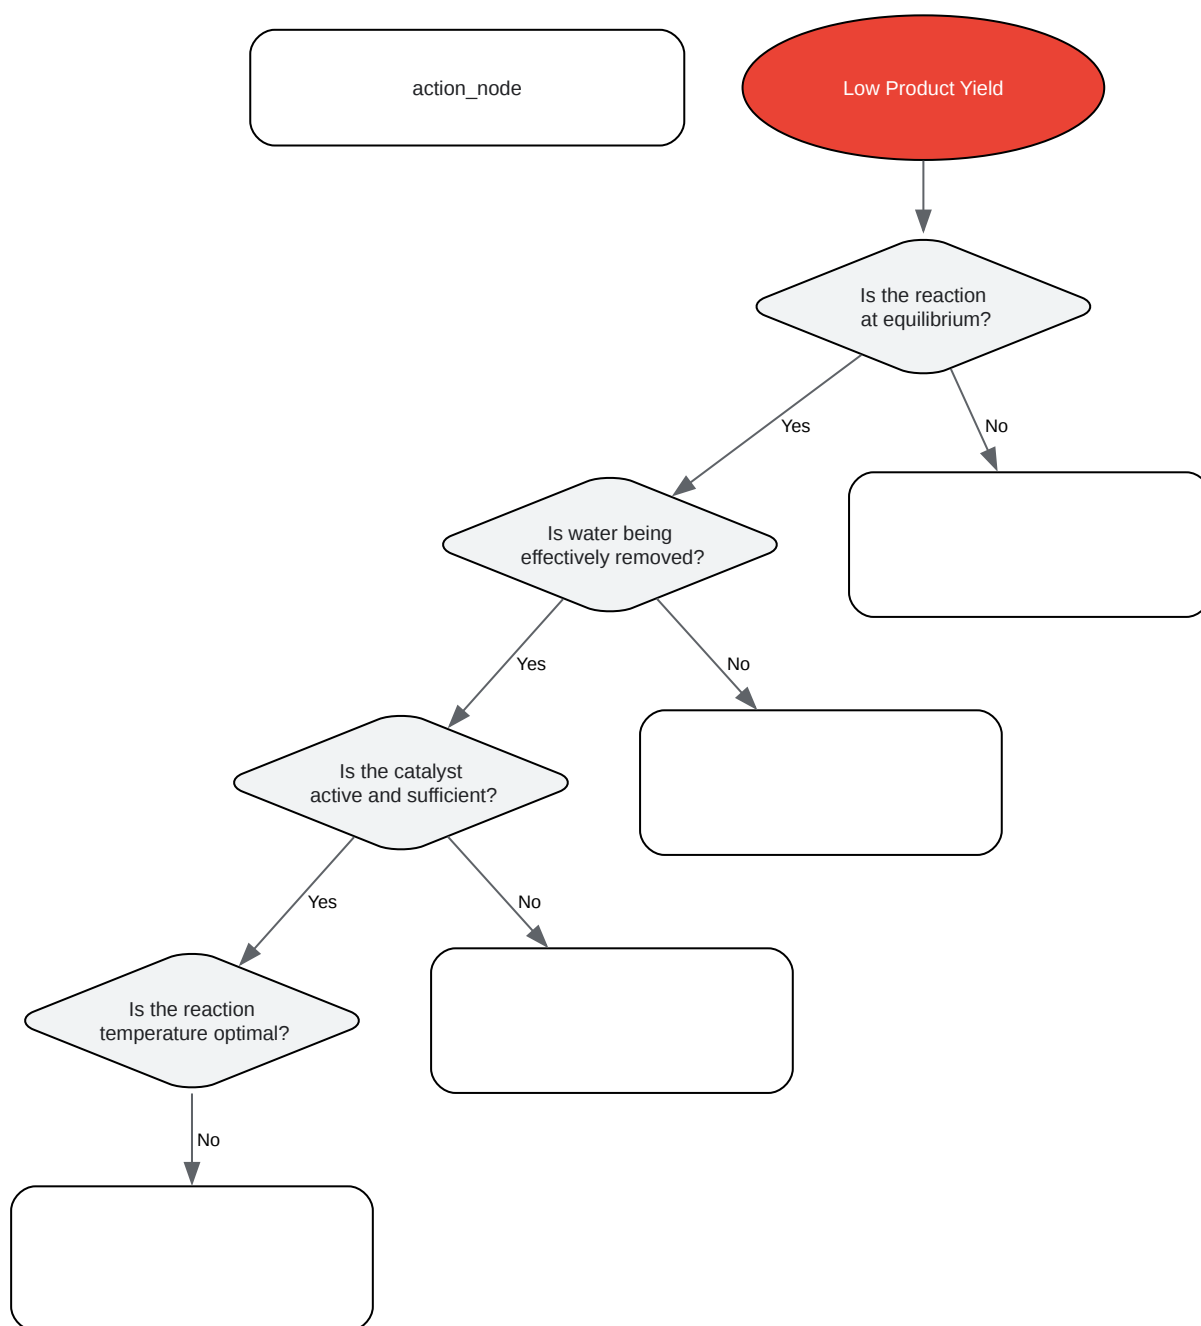 action_node
Low Product Yield
Is the reaction
at equilibrium?
Yes
No
Is water being
effectively removed?
Yes
No
Is the catalyst
active and sufficient?
Yes
No
Is the reaction
temperature optimal?
No